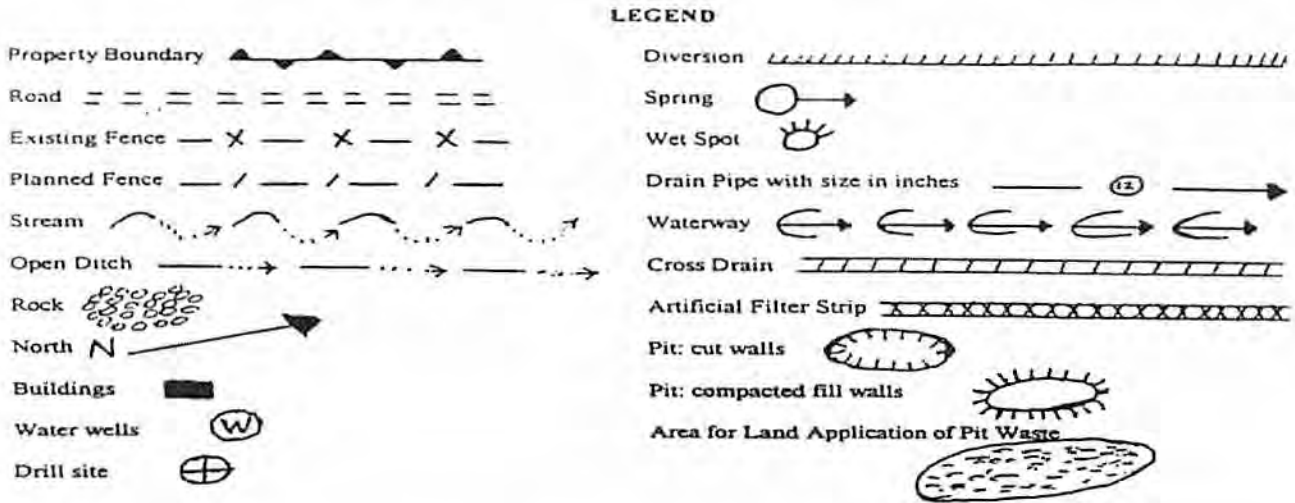 LEGEND
Property Boundary
Road
Existing Fence
Planned Fence
Stream
Open Ditch
Rock
North N
Buildings
Water wells W
Drill site
Diversion
Spring
Wet Spot
Drain Pipe with size in inches 12
Waterway
Cross Drain
Artificial Filter Strip
Pit: cut walls
Pit: compacted fill walls
Area for Land Application of Pit Waste